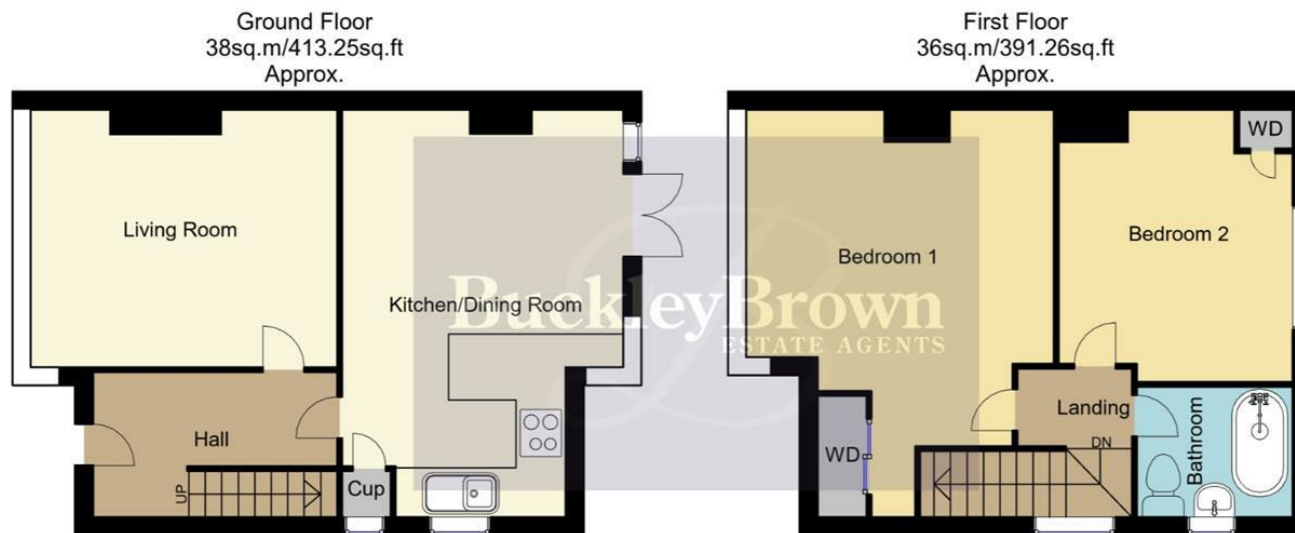 Ground Floor
38sq.m/413.25sq.ft
Approx.
Living Room
Kitchen/Dining Room
Hall
UP
Cup
First Floor
36sq.m/391.26sq.ft
Approx.
WD
Bedroom 1
Bedroom 2
Landing
DN
WD
Bathroom
BuckleyBrown
ESTATE AGENTS